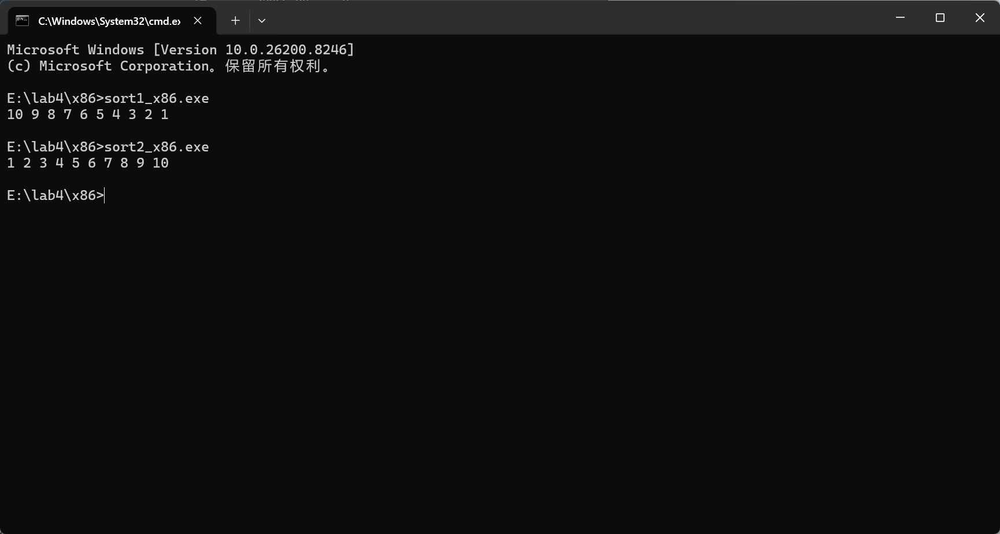 C:\Windows\System32\cmd.ex
Microsoft Windows [Version 10.0.26200.8246]
(c) Microsoft Corporation。保留所有权利。
E:\lab4\x86>sort1_x86.exe
10 9 8 7 6 5 4 3 2 1
E:\lab4\x86>sort2_x86.exe
1 2 3 4 5 6 7 8 9 10
E:\lab4\x86>